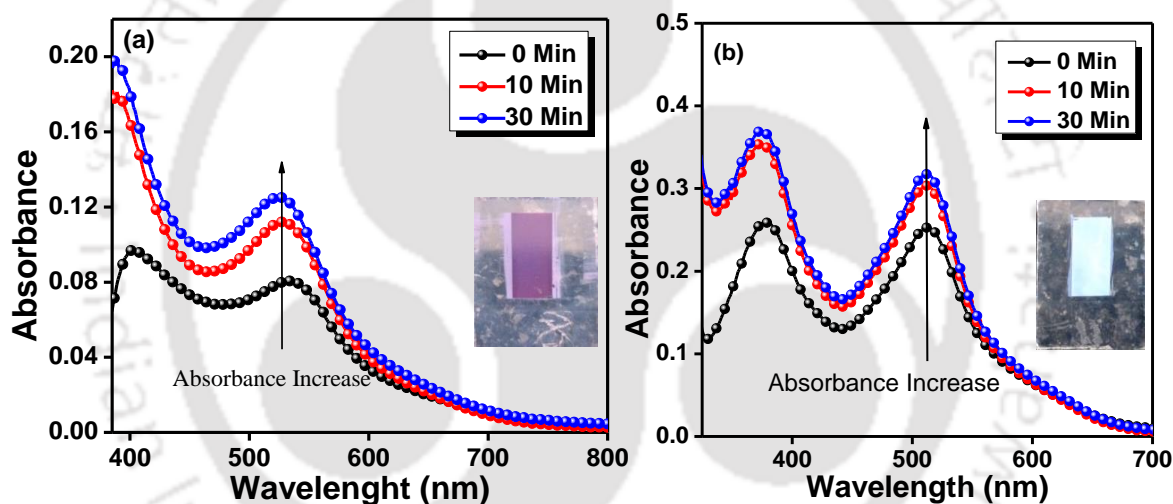 (a)
0 Min
10 Min
30 Min
Absorbance Increase
Absorbance
0.20
0.16
0.12
0.08
0.04
0.00
400 500 600 700 800
Wavelenght (nm)
(b)
0 Min
10 Min
30 Min
Absorbance Increase
Absorbance
0.5
0.4
0.3
0.2
0.1
0.0
400 500 600 700
Wavelength (nm)